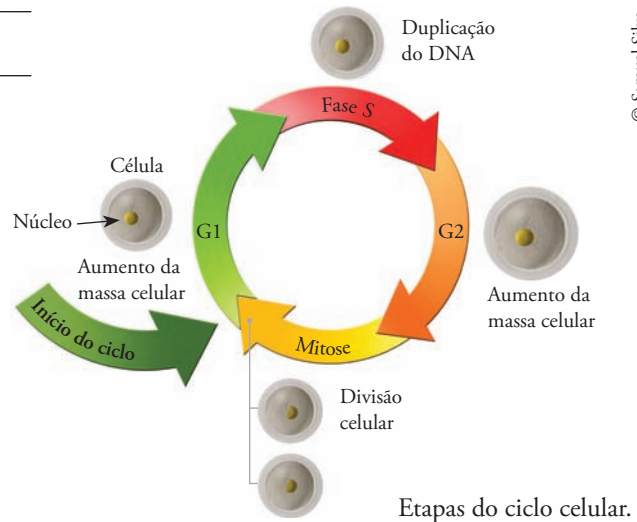 Duplicação
do DNA
Fase S
Célula
Núcleo
G1
G2
Aumento da
massa celular
Aumento da
massa celular
Início do ciclo
Mitose
Divisão
celular
Etapas do ciclo celular.